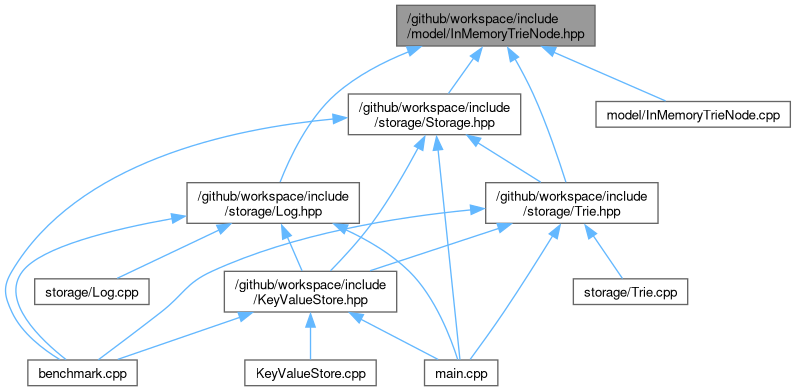 /github/workspace/include
/model/InMemoryTrieNode.hpp
/github/workspace/include
/storage/Storage.hpp
model/InMemoryTrieNode.cpp
/github/workspace/include
/storage/Log.hpp
/github/workspace/include
/storage/Trie.hpp
storage/Log.cpp
/github/workspace/include
/KeyValueStore.hpp
storage/Trie.cpp
benchmark.cpp
KeyValueStore.cpp
main.cpp